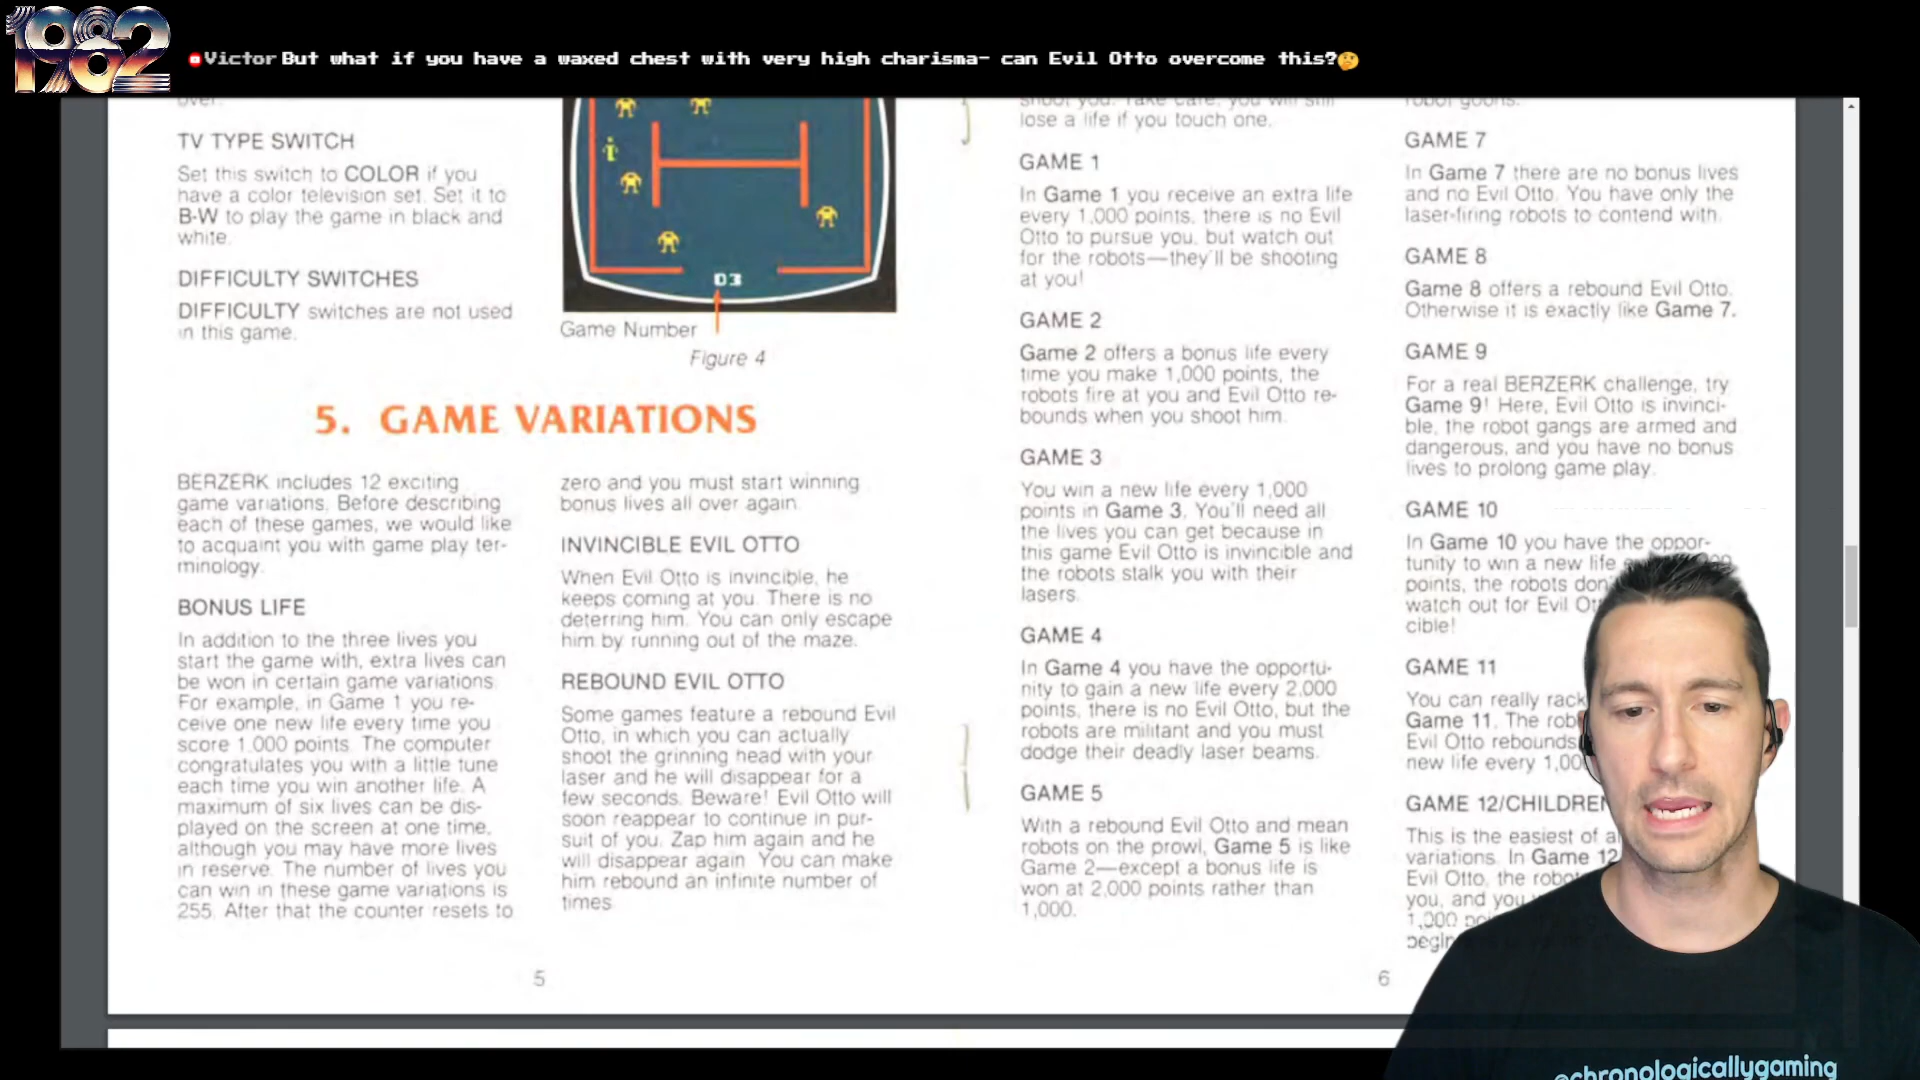 1982
Victor But what if you have a waxed chest with very high charisma- can Evil Otto overcome this?🤔
over.
TV TYPE SWITCH
Set this switch to COLOR if you
have a color television set. Set it to
B-W to play the game in black and
white.
DIFFICULTY SWITCHES
DIFFICULTY switches are not used
in this game.
03
Game Number
Figure 4
5. GAME VARIATIONS
BERZERK includes 12 exciting
game variations. Before describing
each of these games, we would like
to acquaint you with game play ter-
minology.
BONUS LIFE
In addition to the three lives you
start the game with, extra lives can
be won in certain game variations.
For example, in Game 1 you re-
ceive one new life every time you
score 1,000 points. The computer
congratulates you with a little tune
each time you win another life. A
maximum of six lives can be dis-
played on the screen at one time,
although you may have more lives
in reserve. The number of lives you
can win in these game variations is
255. After that the counter resets to
zero and you must start winning
bonus lives all over again.
INVINCIBLE EVIL OTTO
When Evil Otto is invincible, he
keeps coming at you. There is no
deterring him. You can only escape
him by running out of the maze.
REBOUND EVIL OTTO
Some games feature a rebound Evil
Otto, in which you can actually
shoot the grinning head with your
laser and he will disappear for a
few seconds. Beware! Evil Otto will
soon reappear to continue in pur-
suit of you. Zap him again and he
will disappear again. You can make
him rebound an infinite number of
times.
5
shoot you. Take care, you will still
lose a life if you touch one.
GAME 1
In Game 1 you receive an extra life
every 1,000 points, there is no Evil
Otto to pursue you, but watch out
for the robots—they'll be shooting
at you!
GAME 2
Game 2 offers a bonus life every
time you make 1,000 points, the
robots fire at you and Evil Otto re-
bounds when you shoot him.
GAME 3
You win a new life every 1,000
points in Game 3. You'll need all
the lives you can get because in
this game Evil Otto is invincible and
the robots stalk you with their
lasers.
GAME 4
In Game 4 you have the opportu-
nity to gain a new life every 2,000
points, there is no Evil Otto, but the
robots are militant and you must
dodge their deadly laser beams.
GAME 5
With a rebound Evil Otto and mean
robots on the prowl, Game 5 is like
Game 2—except a bonus life is
won at 2,000 points rather than
1,000.
6
robot goons.
GAME 7
In Game 7 there are no bonus lives
and no Evil Otto. You have only the
laser-firing robots to contend with.
GAME 8
Game 8 offers a rebound Evil Otto.
Otherwise it is exactly like Game 7.
GAME 9
For a real BERZERK challenge, try
Game 9! Here, Evil Otto is invinci-
ble, the robot gangs are armed and
dangerous, and you have no bonus
lives to prolong game play.
GAME 10
In Game 10 you have the oppor-
tunity to win a new life
points, the robots don
watch out for Evil Ot
cible!
GAME 11
You can really rack
Game 11. The rob
Evil Otto rebounds
new life every 1,00
GAME 12/CHILDREN
This is the easiest of a
variations. In Game 12
Evil Otto, the robot
you, and you
1,000 poi
begin
@chronologicallygaming